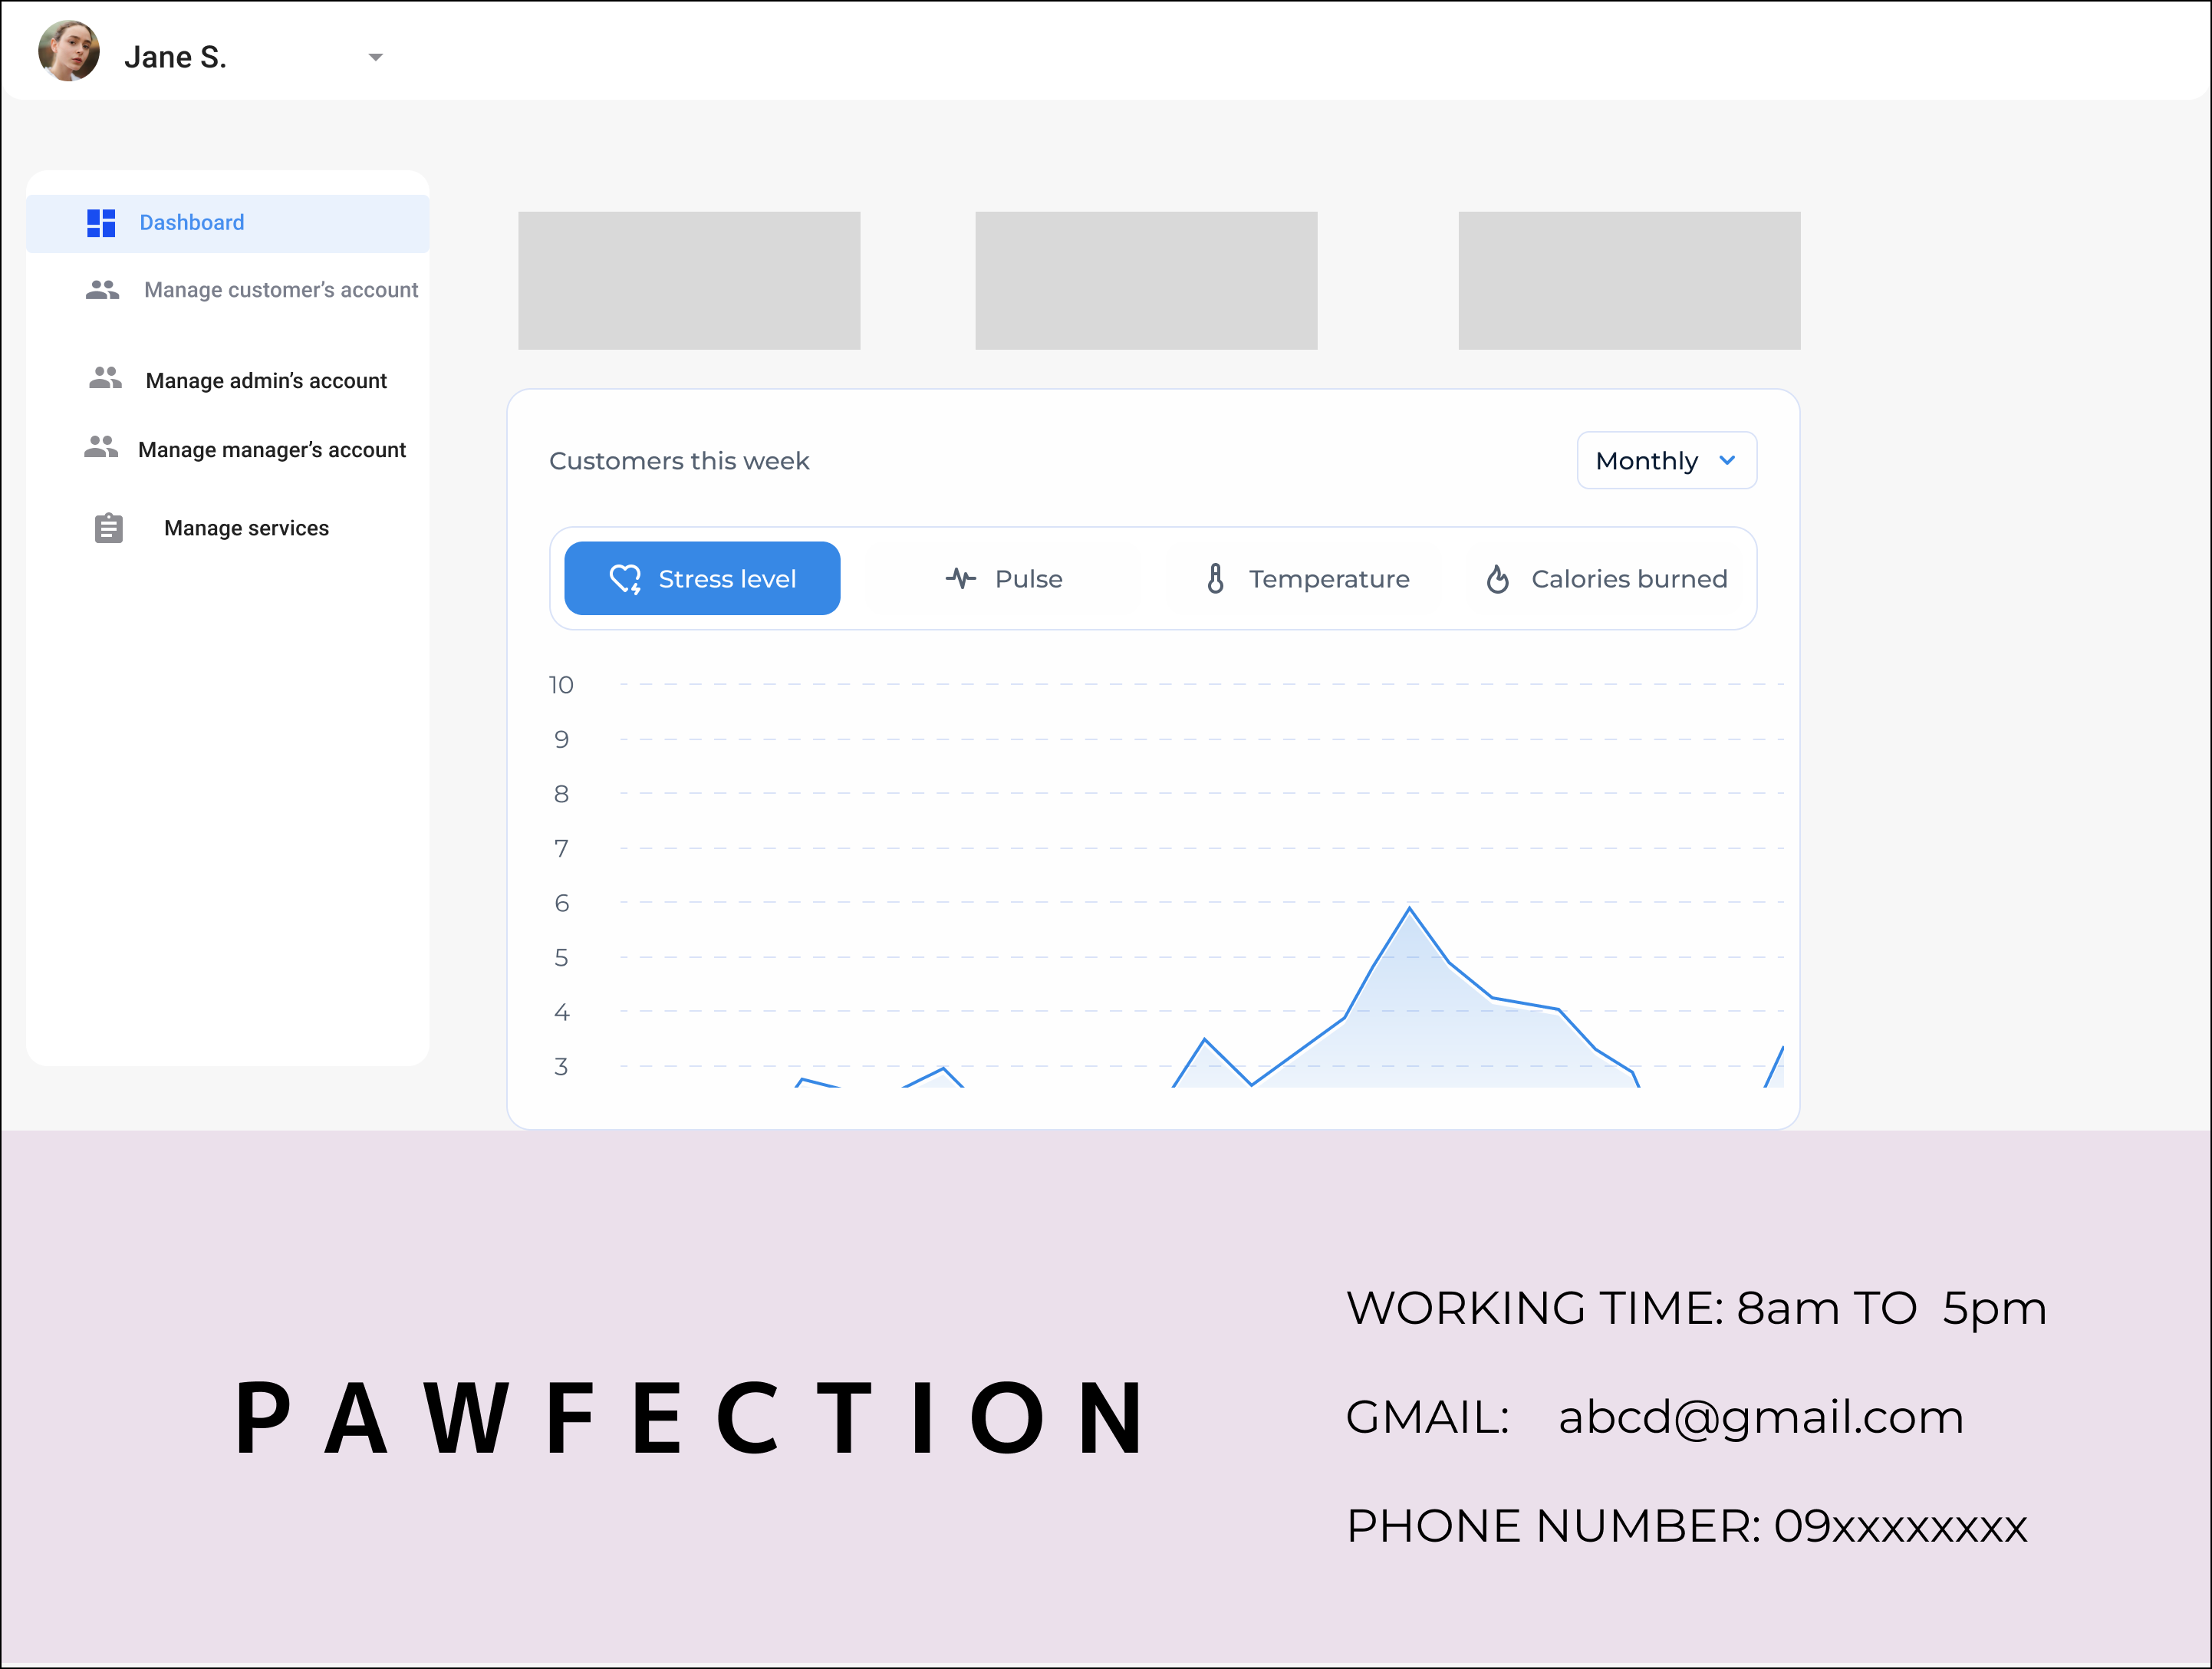 Jane S.
Dashboard
Manage customer’s account
Manage admin’s account
Manage manager’s account
Manage services
Customers this week
Monthly
Stress level
Pulse
Temperature
Calories burned
10
9
8
7
6
5
4
3
PAWFECTION
WORKING TIME: 8am TO  5pm
GMAIL:    abcd@gmail.com
PHONE NUMBER: 09xxxxxxxx